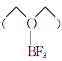 ( O )
BF₃